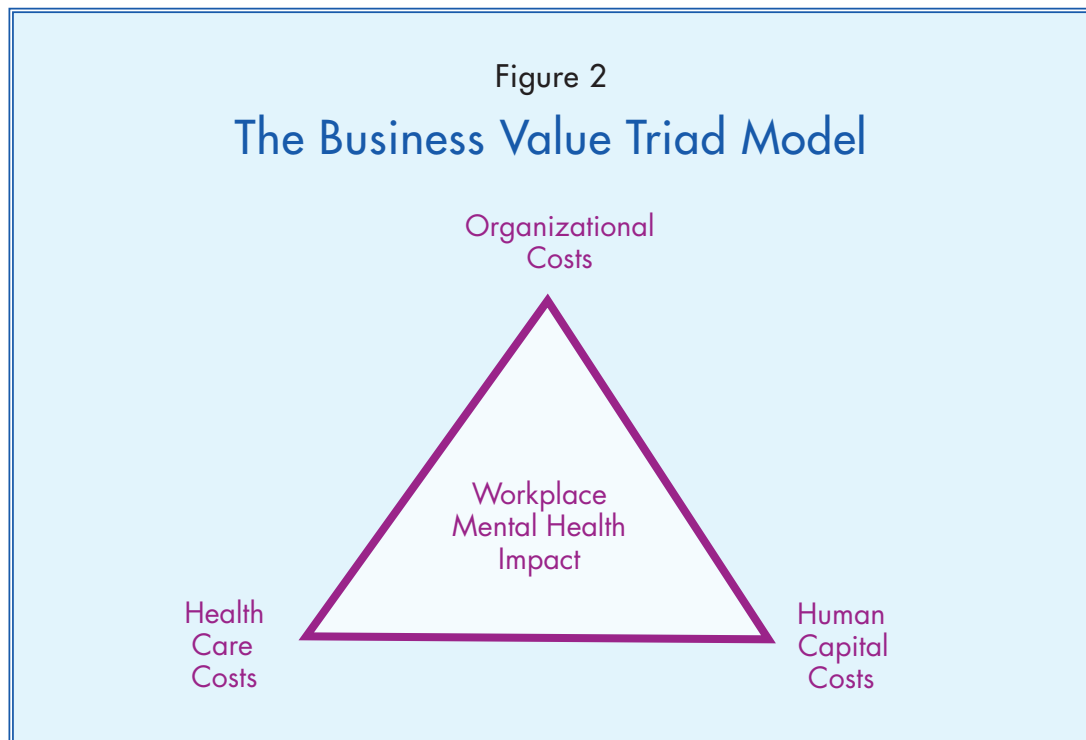 Figure 2
The Business Value Triad Model
Organizational
Costs
Workplace
Mental Health
Impact
Health
Care
Costs
Human
Capital
Costs